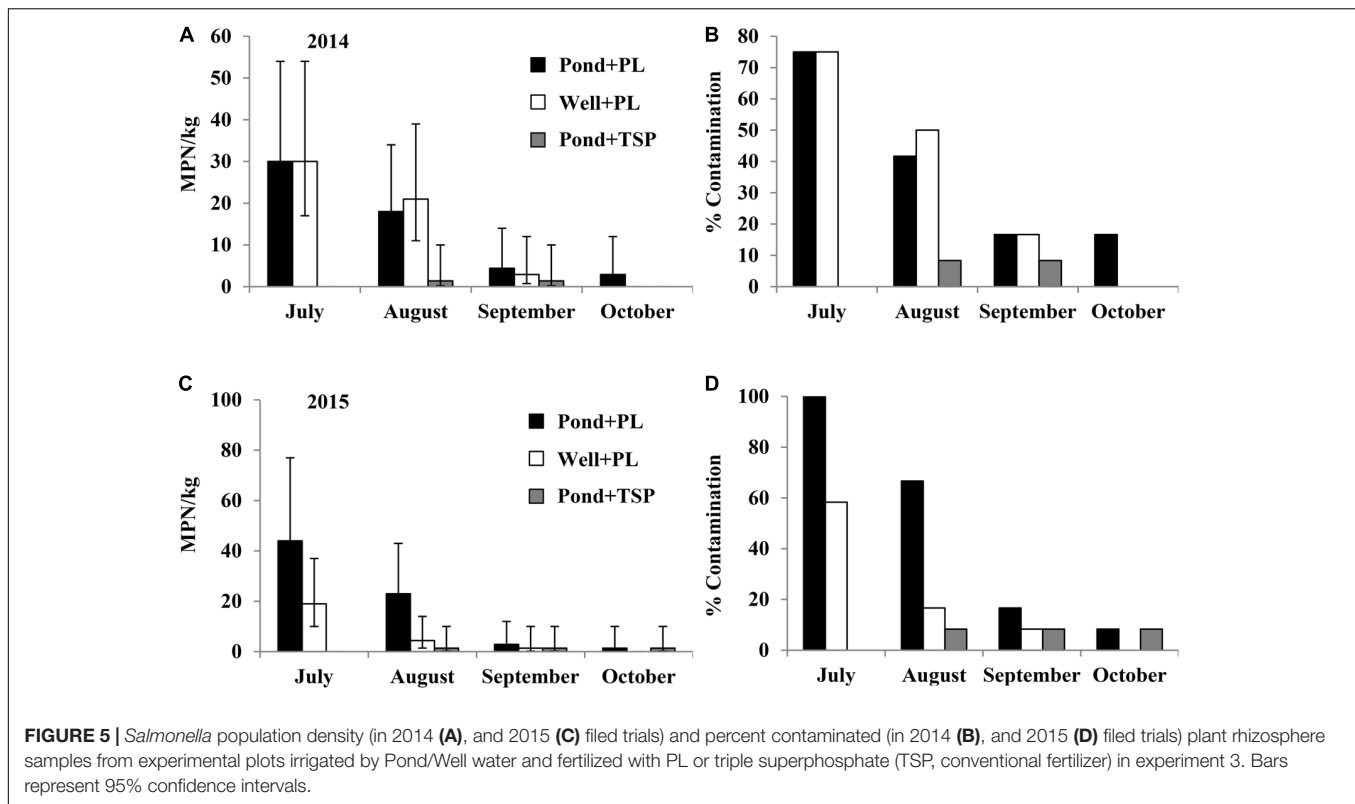 A
2014
60
50
40
30
20
10
0
MPN/kg
Pond+PL
Well+PL
Pond+TSP
July August September October
B
80
70
60
50
40
30
20
10
0
% Contamination
July August September October
C
2015
100
80
60
40
20
0
MPN/kg
Pond+PL
Well+PL
Pond+TSP
July August September October
D
100
80
60
40
20
0
% Contamination
July August September October
FIGURE 5 | Salmonella population density (in 2014 (A), and 2015 (C) filed trials) and percent contaminated (in 2014 (B), and 2015 (D) filed trials) plant rhizosphere
samples from experimental plots irrigated by Pond/Well water and fertilized with PL or triple superphosphate (TSP, conventional fertilizer) in experiment 3. Bars
represent 95% confidence intervals.